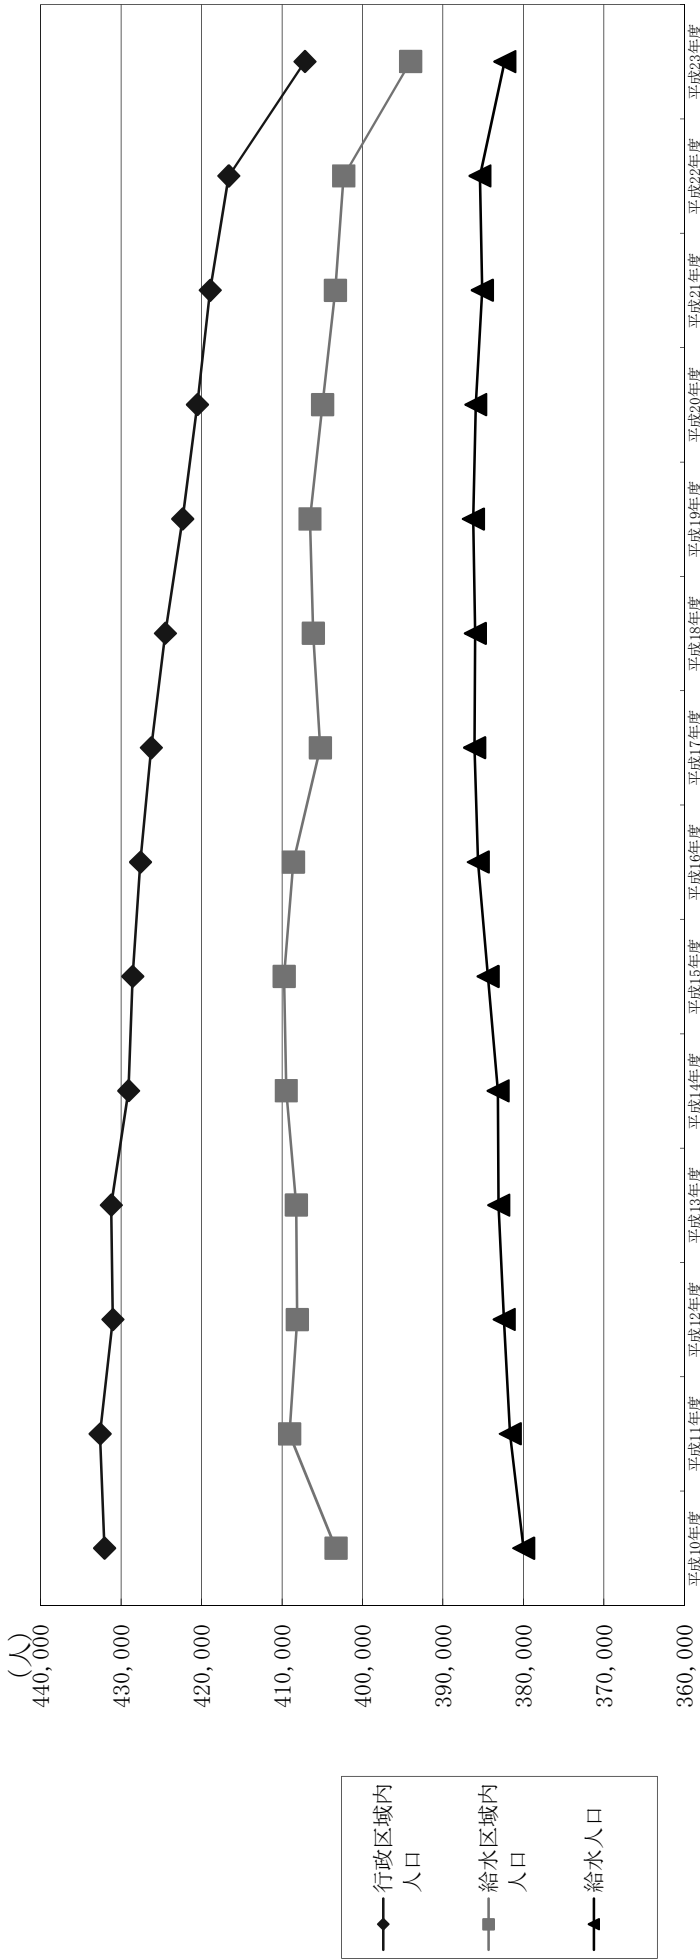 (人)
440,000
430,000
420,000
410,000
400,000
390,000
380,000
370,000
360,000
平成10年度
平成11年度
平成12年度
平成13年度
平成14年度
平成15年度
平成16年度
平成17年度
平成18年度
平成19年度
平成20年度
平成21年度
平成22年度
平成23年度
行政区域内
人口
給水区域内
人口
給水人口